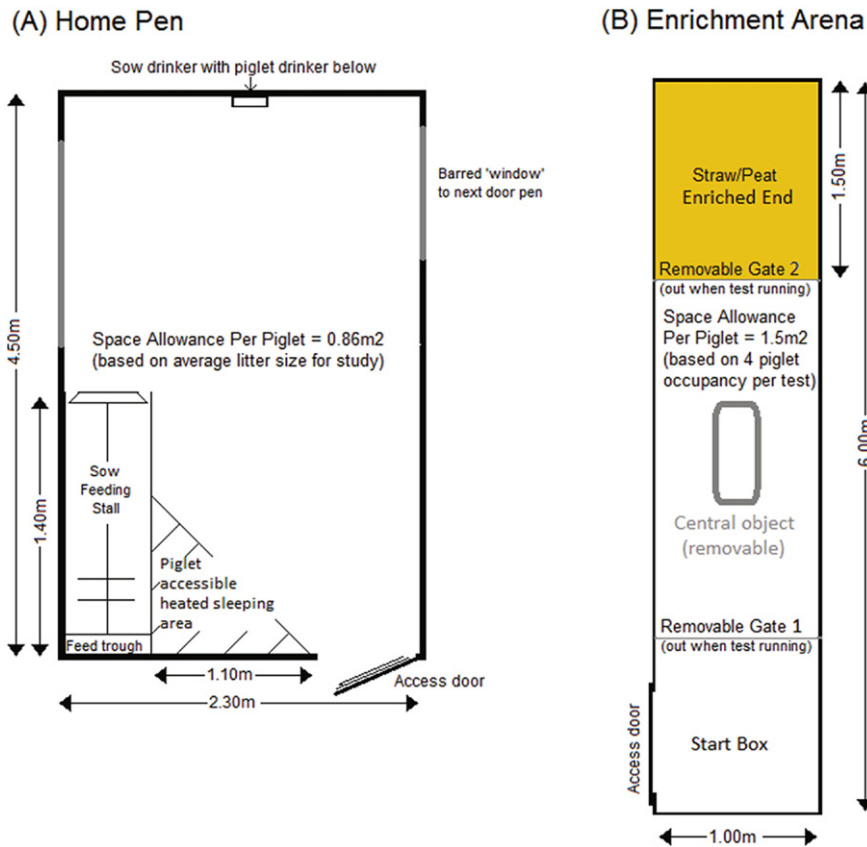 (A) Home Pen
Sow drinker with piglet drinker below
4.50m
Barred 'window'
to next door pen
Space Allowance Per Piglet = 0.86m2
(based on average litter size for study)
1.40m
Sow
Feeding
Stall
Piglet
accessible
heated sleeping
area
Feed trough
1.10m
Access door
2.30m
(B) Enrichment Arena
Straw/Peat
Enriched End
1.50m
Removable Gate 2
(out when test running)
Space Allowance
Per Piglet = 1.5m2
(based on 4 piglet
occupancy per test)
6.00m
Central object
(removable)
Removable Gate 1
(out when test running)
Access door
Start Box
1.00m